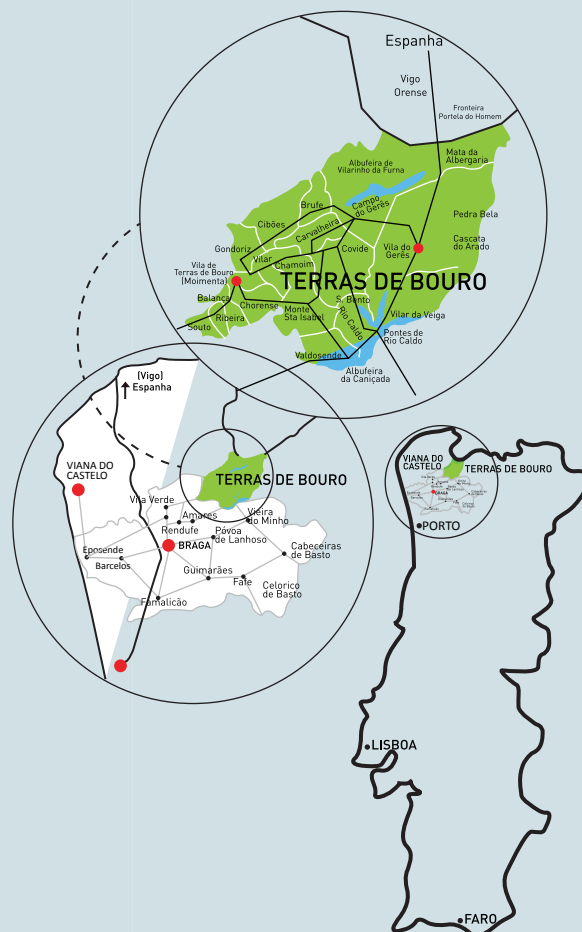 Espanha
Vigo
Orense
Fronteira
Portela do Homem
Mata da
Albergaria
Albufeira de
Vilarinho da Furna
Campo
do Gerês
Brufe
Carvalheira
Cibões
Pedra Bela
Cascata
do Arado
Gondoriz
Vilar
Covide
Vila do
Gerês
Chamoim
Vila de
Terras de Bouro
(Moimenta)
TERRAS DE BOURO
Balança
Chorense
Ribeira
Souto
Monte
Sta Isabel
S. Bento
Rio Caldo
Vilar da Veiga
Pontes de
Rio Caldo
Valdosende
Albufeira
da Caniçada
(Vigo)
Espanha
VIANA DO
CASTELO
TERRAS DE BOURO
Vila Verde
Amares
Rendufe
Vieira
do Minho
Póvoa
de Lanhoso
BRAGA
Eposende
Barcelos
Cabeceiras
de Basto
Guimarães
Fafe
Celorico
de Basto
Famalicão
VIANA DO
CASTELO
TERRAS DE BOURO
BRAGA
PORTO
LISBOA
FARO